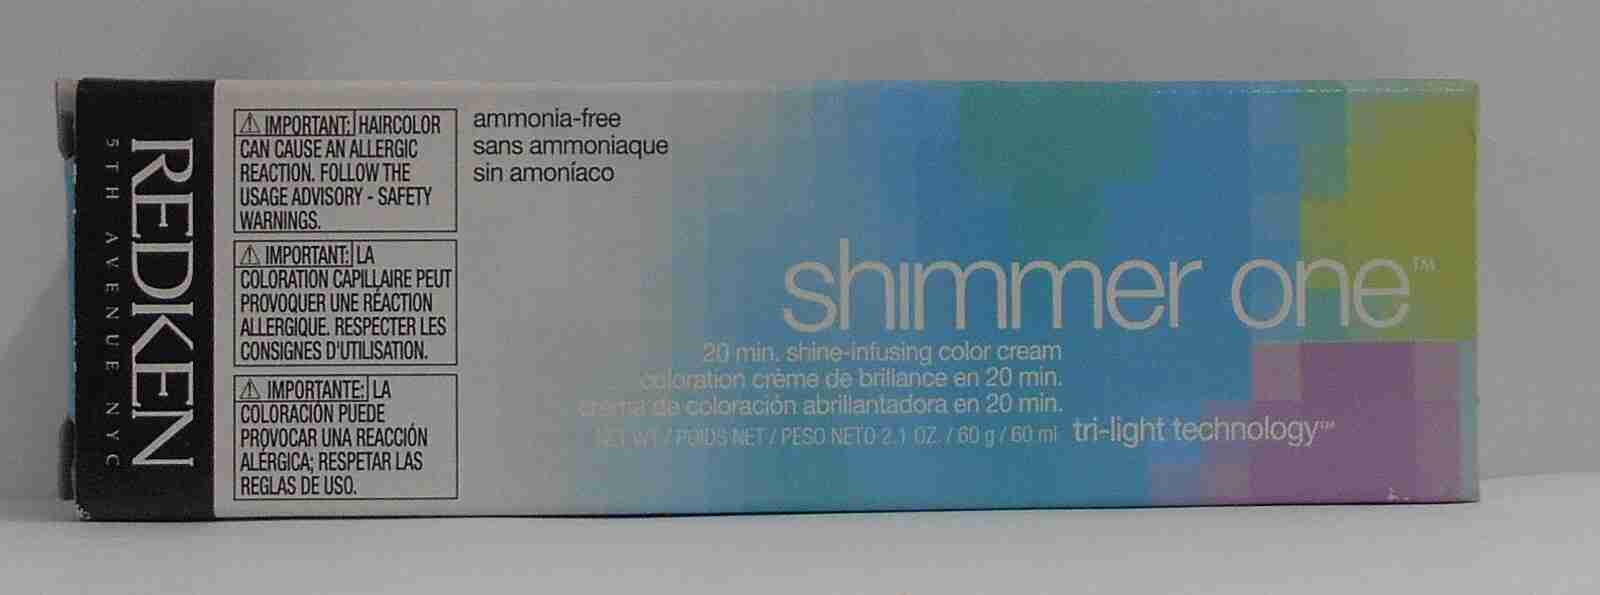 REDKEN
5TH AVENUE NYC
⚠ IMPORTANT: HAIRCOLOR
CAN CAUSE AN ALLERGIC
REACTION. FOLLOW THE
USAGE ADVISORY - SAFETY
WARNINGS.
⚠ IMPORTANT: LA
COLORATION CAPILLAIRE PEUT
PROVOQUER UNE RÉACTION
ALLERGIQUE. RESPECTER LES
CONSIGNES D'UTILISATION.
⚠ IMPORTANTE: LA
COLORACIÓN PUEDE
PROVOCAR UNA REACCIÓN
ALÉRGICA; RESPETAR LAS
REGLAS DE USO.
ammonia-free
sans ammoniaque
sin amoníaco
shimmer one™
20 min. shine-infusing color cream
coloration crème de brillance en 20 min.
crema de coloración abrillantadora en 20 min.
NET WT / POIDS NET / PESO NETO 2.1 OZ. / 60 g / 60 ml
tri-light technology™